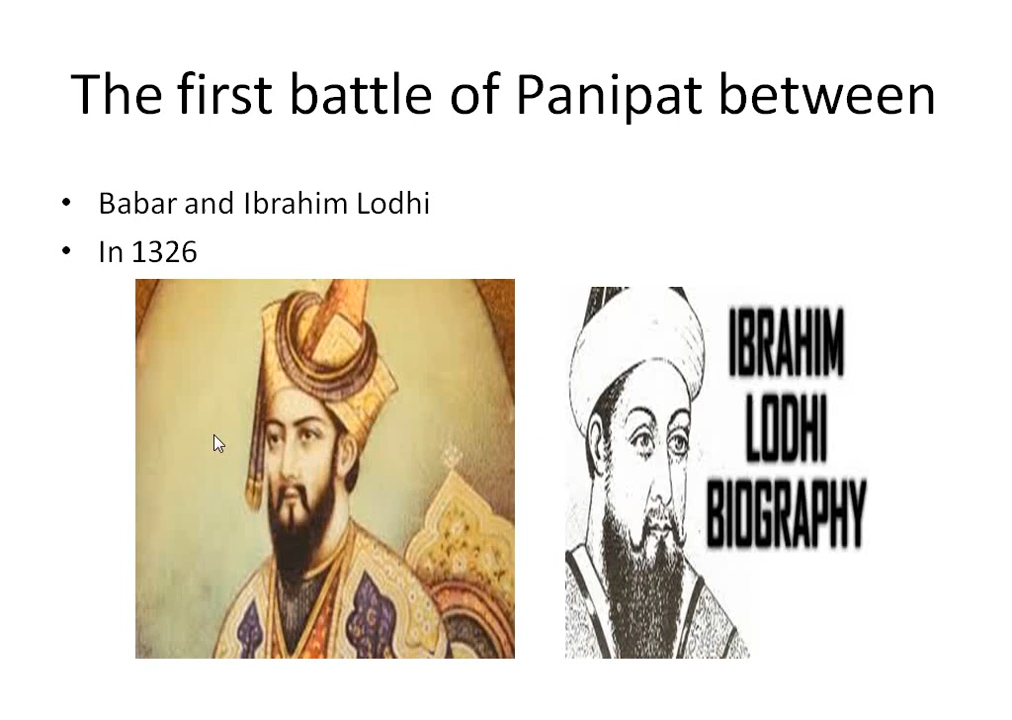 The first battle of Panipat between
• Babar and Ibrahim Lodhi
• In 1326
IBRAHIM
LODHI
BIOGRAPHY